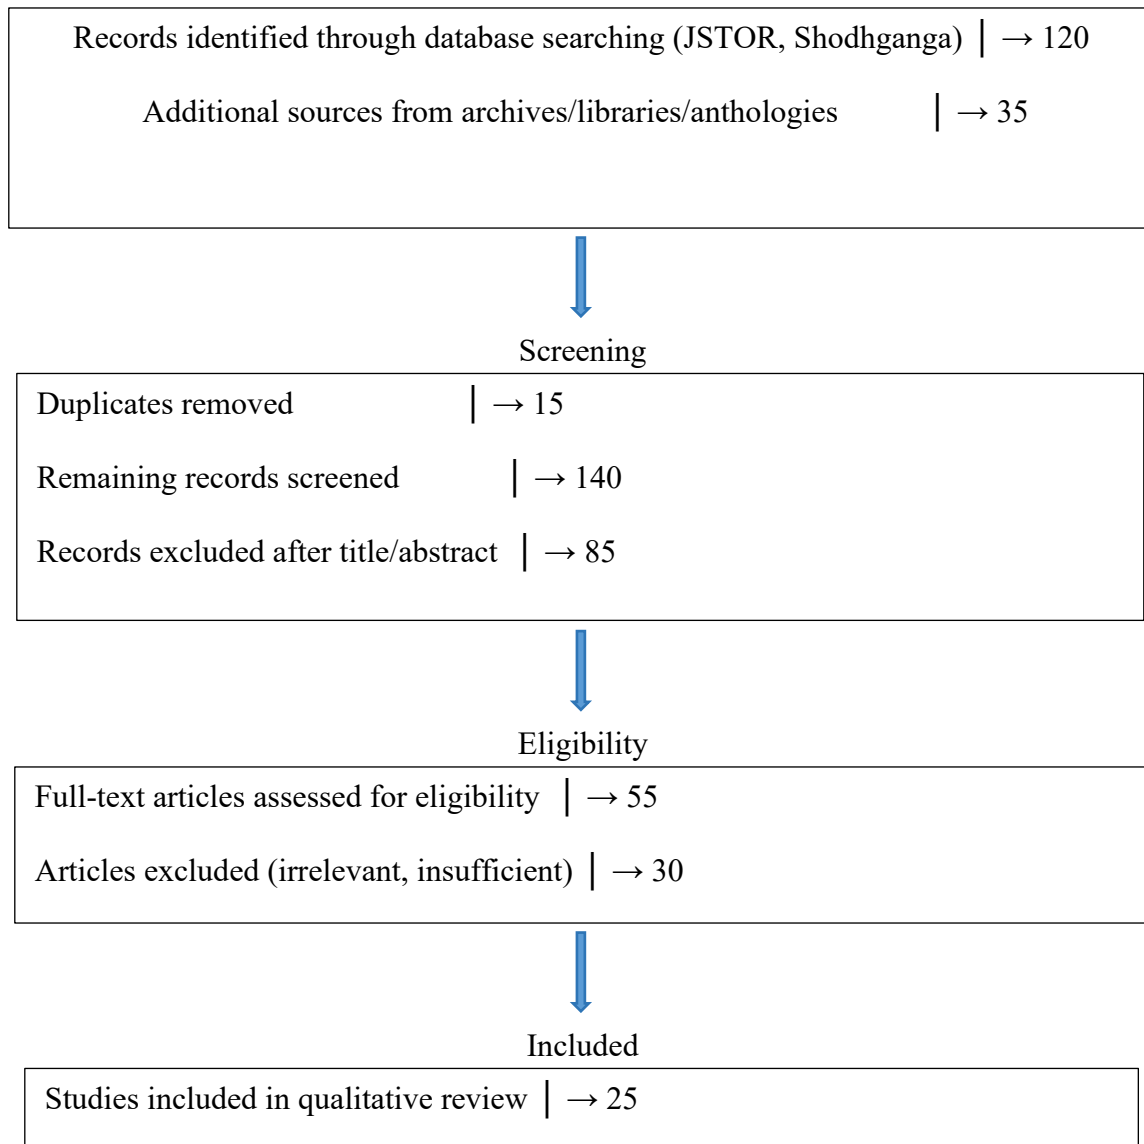 Records identified through database searching (JSTOR, Shodhganga) | → 120
Additional sources from archives/libraries/anthologies | → 35
Screening
Duplicates removed | → 15
Remaining records screened | → 140
Records excluded after title/abstract | → 85
Eligibility
Full-text articles assessed for eligibility | → 55
Articles excluded (irrelevant, insufficient) | → 30
Included
Studies included in qualitative review | → 25